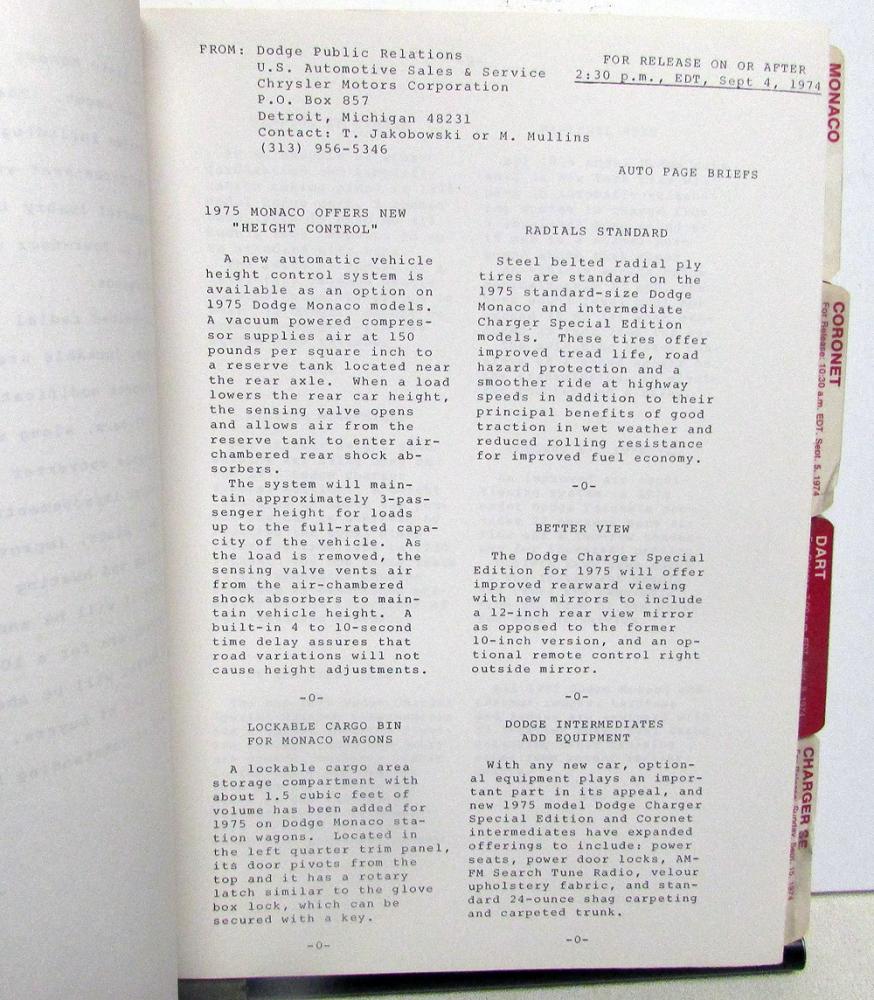 FROM: Dodge Public Relations
U.S. Automotive Sales & Service
Chrysler Motors Corporation
P.O. Box 857
Detroit, Michigan 48231
Contact: T. Jakobowski or M. Mullins
(313) 956-5346
FOR RELEASE ON OR AFTER
2:30 p.m., EDT, Sept 4, 1974
AUTO PAGE BRIEFS
1975 MONACO OFFERS NEW
"HEIGHT CONTROL"
A new automatic vehicle
height control system is
available as an option on
1975 Dodge Monaco models.
A vacuum powered compres-
sor supplies air at 150
pounds per square inch to
a reserve tank located near
the rear axle. When a load
lowers the rear car height,
the sensing valve opens
and allows air from the
reserve tank to enter air-
chambered rear shock ab-
sorbers.
The system will main-
tain approximately 3-pas-
senger height for loads
up to the full-rated capa-
city of the vehicle. As
the load is removed, the
sensing valve vents air
from the air-chambered
shock absorbers to main-
tain vehicle height. A
built-in 4 to 10-second
time delay assures that
road variations will not
cause height adjustments.
-0-
LOCKABLE CARGO BIN
FOR MONACO WAGONS
A lockable cargo area
storage compartment with
about 1.5 cubic feet of
volume has been added for
1975 on Dodge Monaco sta-
tion wagons. Located in
the left quarter trim panel,
its door pivots from the
top and it has a rotary
latch similar to the glove
box lock, which can be
secured with a key.
-0-
RADIALS STANDARD
Steel belted radial ply
tires are standard on the
1975 standard-size Dodge
Monaco and intermediate
Charger Special Edition
models. These tires offer
improved tread life, road
hazard protection and a
smoother ride at highway
speeds in addition to their
principal benefits of good
traction in wet weather and
reduced rolling resistance
for improved fuel economy.
-0-
BETTER VIEW
The Dodge Charger Special
Edition for 1975 will offer
improved rearward viewing
with new mirrors to include
a 12-inch rear view mirror
as opposed to the former
10-inch version, and an op-
tional remote control right
outside mirror.
-0-
DODGE INTERMEDIATES
ADD EQUIPMENT
With any new car, option-
al equipment plays an impor-
tant part in its appeal, and
new 1975 model Dodge Charger
Special Edition and Coronet
intermediates have expanded
offerings to include: power
seats, power door locks, AM-
FM Search Tune Radio, velour
upholstery fabric, and stan-
dard 24-ounce shag carpeting
and carpeted trunk.
-0-
MONACO
CORONET
For Release: 10:30 a.m. EDT, Sept. 5, 1974
DART
CHARGER SE
For Release: Sunday, Sept. 15, 1974